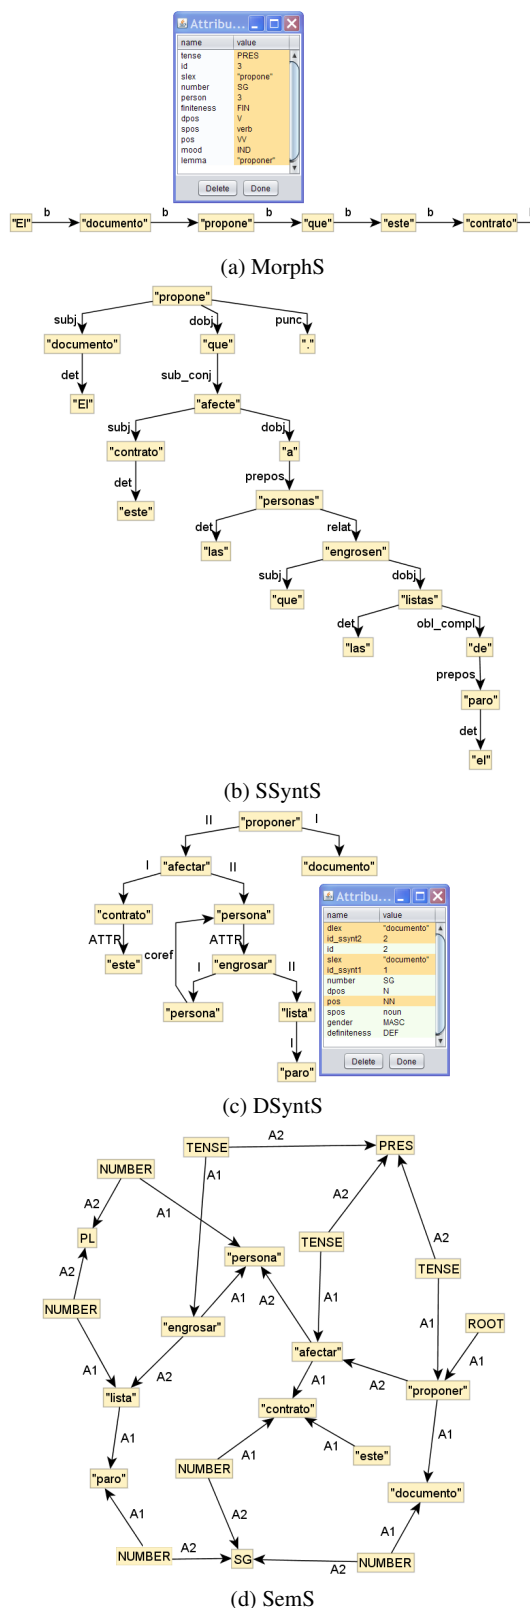 Attribu...
name value
tense PRES
id 3
slex "propone"
number SG
person 3
finiteness FIN
dpos V
spos verb
pos VV
mood IND
lemma "proponer"
Delete Done
b b b b b
"El" "documento" "propone" "que" "este" "contrato"
(a) MorphS
"propone"
subj dobj punc
"documento" "que" "."
det sub_conj
"El" "afecte"
subj dobj
"contrato" "a"
det prepos
"este" "personas"
det relat
"las" "engrosen"
subj dobj
"que" "listas"
det obl_compl
"las" "de"
prepos
"paro"
det
"el"
(b) SSyntS
II "proponer" I
"afectar" "documento"
I II
"contrato" "persona"
ATTR coref ATTR
"este" "engrosar"
I II
"persona" "lista"
I
"paro"
Attribu...
name value
dlex "documento"
id_ssynt2 2
id 2
slex "documento"
id_ssynt1 1
number SG
dpos N
pos NN
spos noun
gender MASC
definiteness DEF
Delete Done
(c) DSyntS
TENSE A2 PRES
NUMBER A1
A2 A1 A2
PL "persona" TENSE A2 TENSE
A2
NUMBER "engrosar" A1 A2 A1 A1 ROOT
A1 A2 "afectar" A2 "proponer" A1
"lista" A1
A1 "contrato" A1
"paro" NUMBER A1 A1 "este" "documento"
A1 A2 A1
NUMBER A2 SG A2 NUMBER
(d) SemS